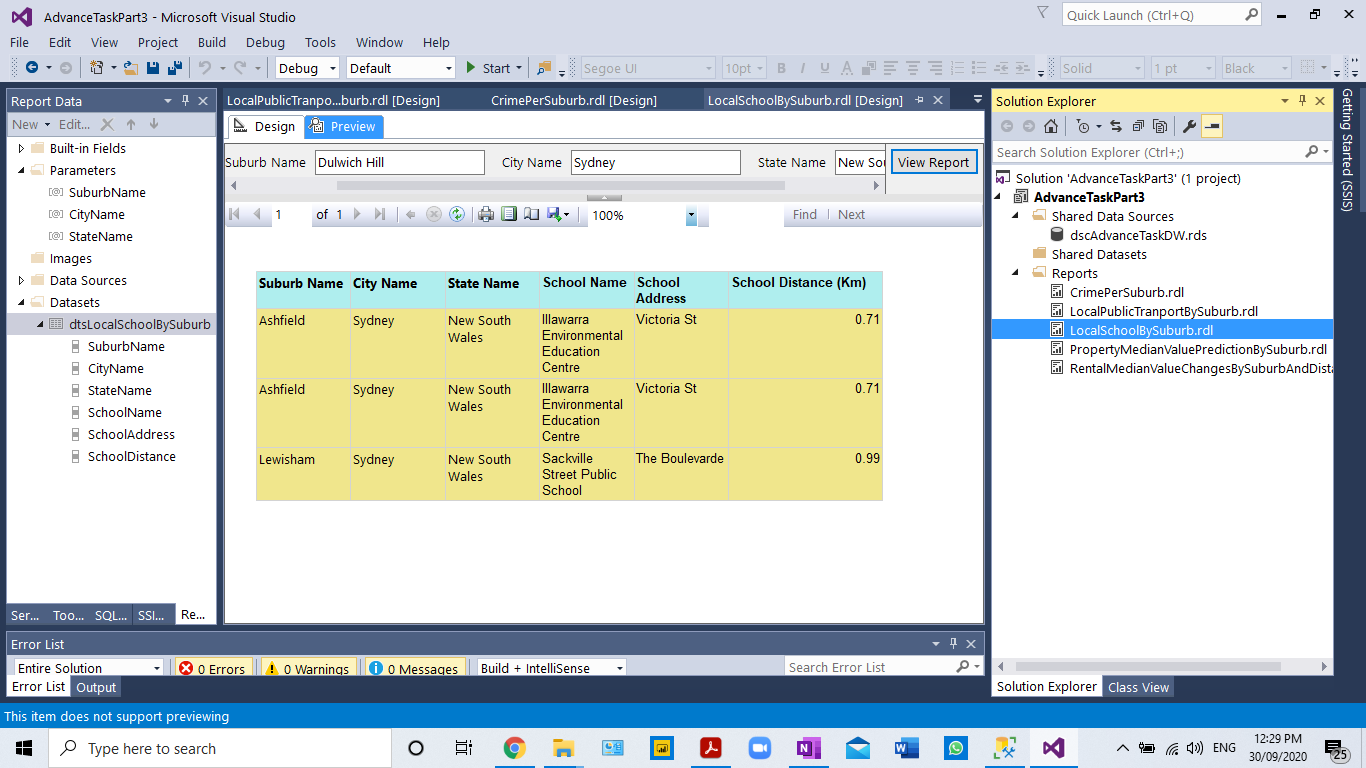 AdvanceTaskPart3 - Microsoft Visual Studio
Quick Launch (Ctrl+Q)
File Edit View Project Build Debug Tools Window Help
Debug Default Start Segoe UI 10pt B I U A Solid 1 pt Black
Report Data
New Edit...
Built-in Fields
Parameters
SuburbName
CityName
StateName
Images
Data Sources
Datasets
dtsLocalSchoolBySuburb
SuburbName
CityName
StateName
SchoolName
SchoolAddress
SchoolDistance
Ser... Too... SQL... SSI... Re...
LocalPublicTranpo...burb.rdl [Design] CrimePerSuburb.rdl [Design] LocalSchoolBySuburb.rdl [Design]
Design Preview
Suburb Name Dulwich Hill City Name Sydney State Name New Sou View Report
1 of 1 100% Find Next
Suburb Name City Name State Name School Name School Address School Distance (Km)
Ashfield Sydney New South Wales Illawarra Environmental Education Centre Victoria St 0.71
Ashfield Sydney New South Wales Illawarra Environmental Education Centre Victoria St 0.71
Lewisham Sydney New South Wales Sackville Street Public School The Boulevarde 0.99
Solution Explorer
Search Solution Explorer (Ctrl+;)
Solution 'AdvanceTaskPart3' (1 project)
AdvanceTaskPart3
Shared Data Sources
dscAdvanceTaskDW.rds
Shared Datasets
Reports
CrimePerSuburb.rdl
LocalPublicTranportBySuburb.rdl
LocalSchoolBySuburb.rdl
PropertyMedianValuePredictionBySuburb.rdl
RentalMedianValueChangesBySuburbAndDista
Solution Explorer Class View
Getting Started (SSIS)
Error List
Entire Solution 0 Errors 0 Warnings 0 Messages Build + IntelliSense Search Error List
Error List Output
This item does not support previewing
Type here to search
ENG
12:29 PM
30/09/2020
25